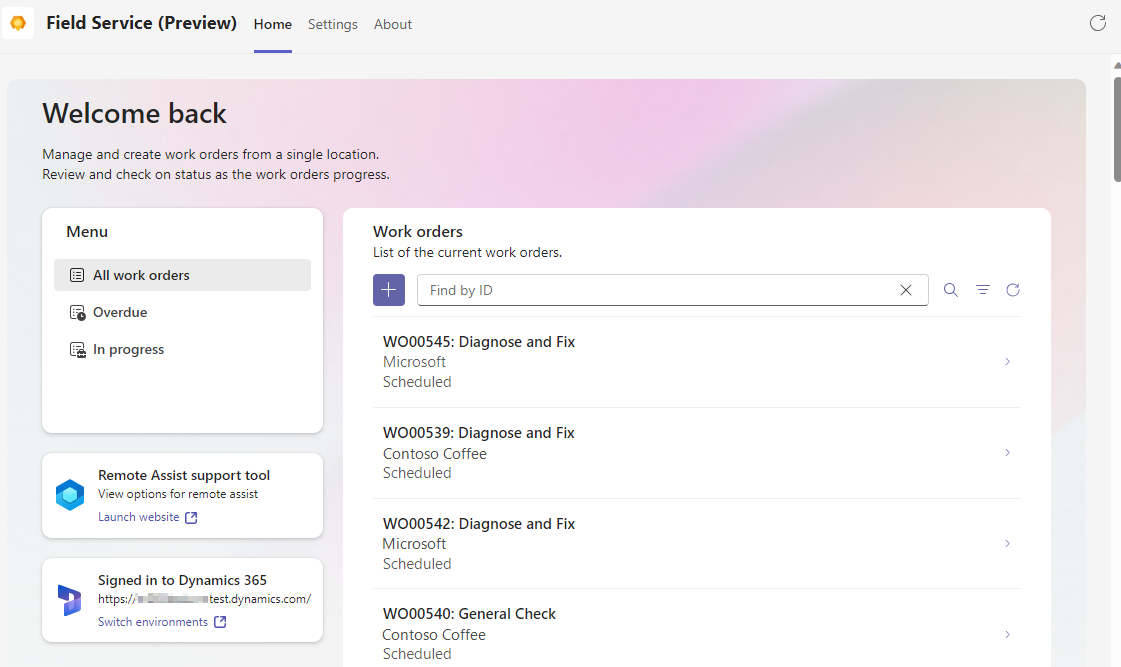 Field Service (Preview)
Home
Settings
About
Welcome back
Manage and create work orders from a single location.
Review and check on status as the work orders progress.
Menu
All work orders
Overdue
In progress
Remote Assist support tool
View options for remote assist
Launch website
Signed in to Dynamics 365
https:// test.dynamics.com/
Switch environments
Work orders
List of the current work orders.
Find by ID
WO00545: Diagnose and Fix
Microsoft
Scheduled
WO00539: Diagnose and Fix
Contoso Coffee
Scheduled
WO00542: Diagnose and Fix
Microsoft
Scheduled
WO00540: General Check
Contoso Coffee
Scheduled